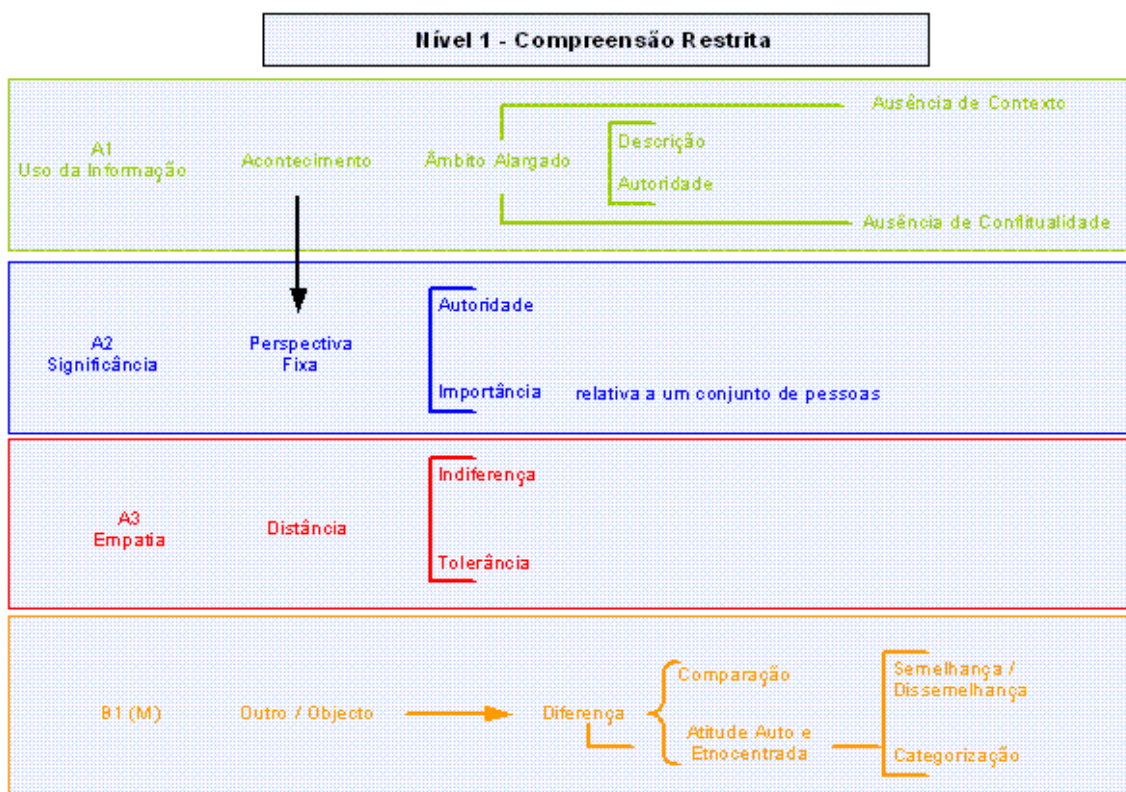 Nível 1 - Compreensão Restrita
Ausência de Contexto
A1
Uso da Informação
Acontecimento
Âmbito Alargado
Descrição
Autoridade
Ausência de Conflitualidade
A2
Significância
Perspectiva
Fixa
Autoridade
Importância relativa a um conjunto de pessoas
A3
Empatia
Distância
Indiferença
Tolerância
B1 (M)
Outro / Objecto
Diferença
Comparação
Atitude Auto e
Etnocentrada
Semelhança /
Dissemelhança
Categorização